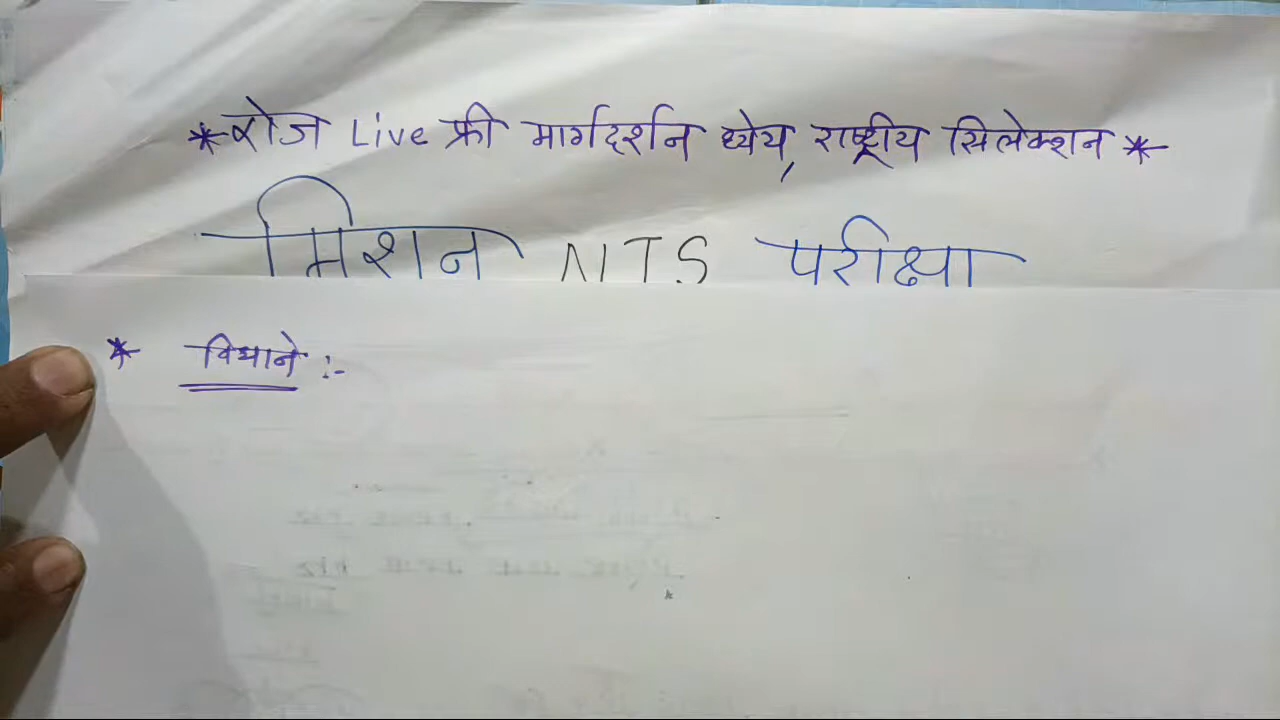 *रोज Live फ्री मार्गदर्शन ध्येय, राष्ट्रीय सिलेक्शन *
मिशन NTS परीक्षा
* विधाने :-